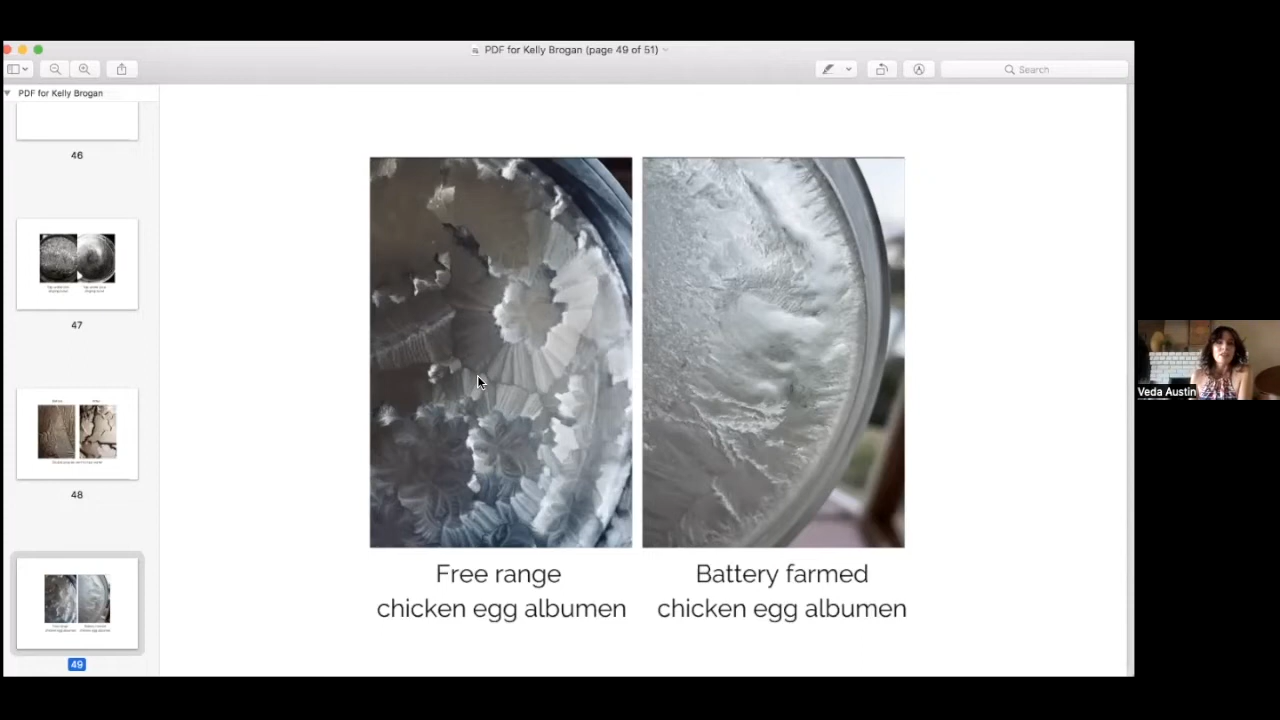 PDF for Kelly Brogan (page 49 of 51)
Search
PDF for Kelly Brogan
46
47
48
49
Free range
chicken egg albumen
Battery farmed
chicken egg albumen
Veda Austin